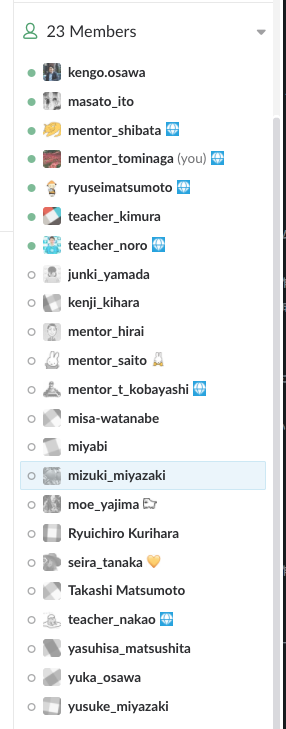 23 Members
kengo.osawa
masato_ito
mentor_shibata
mentor_tominaga (you)
ryuseimatsumoto
teacher_kimura
teacher_noro
junki_yamada
kenji_kihara
mentor_hirai
mentor_saito
mentor_t_kobayashi
misa-watanabe
miyabi
mizuki_miyazaki
moe_yajima
Ryuichiro Kurihara
seira_tanaka 💛
Takashi Matsumoto
teacher_nakao
yasuhisa_matsushita
yuka_osawa
yusuke_miyazaki